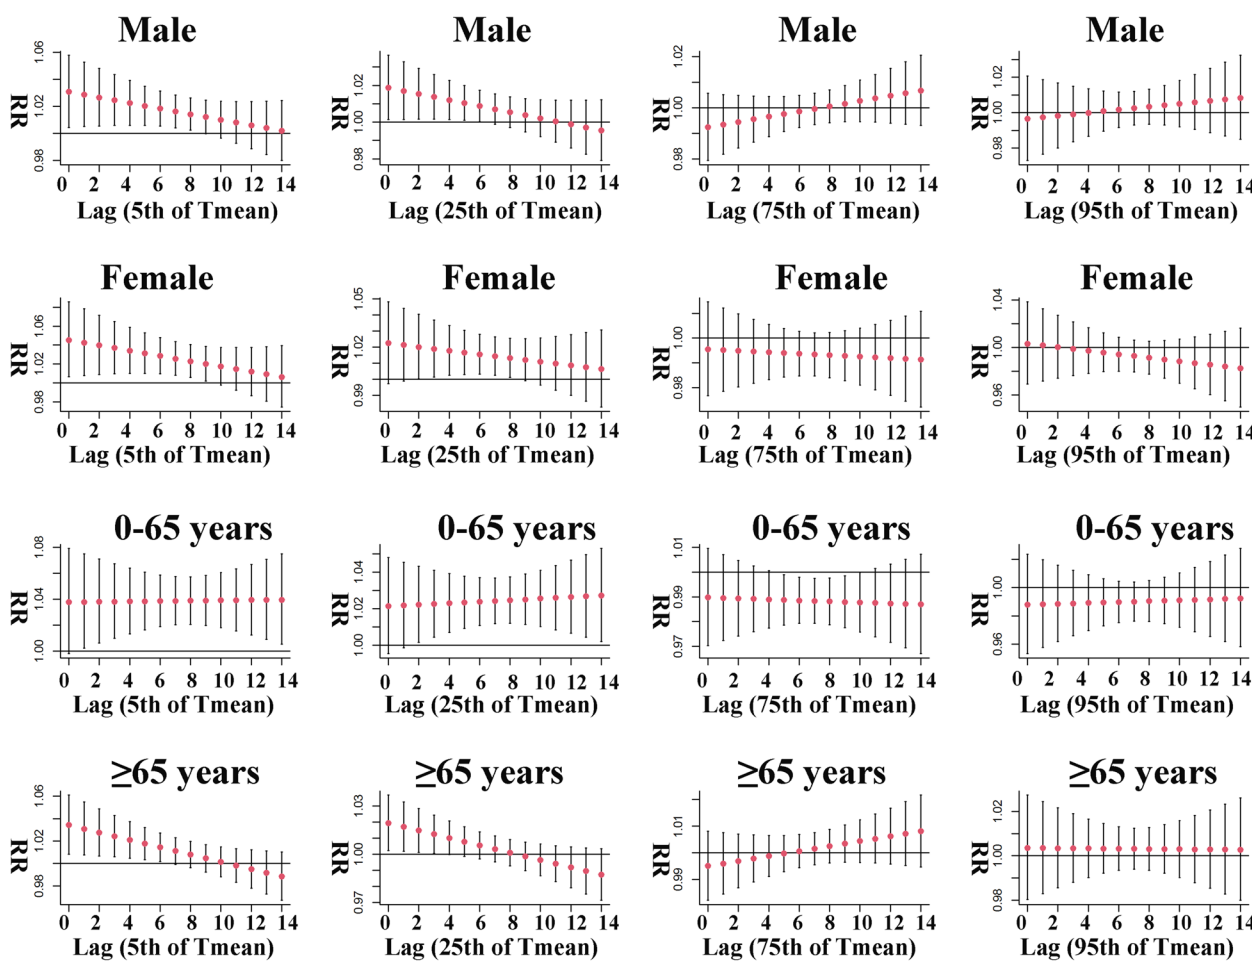 Male Male Male Male
RR 0.98 1.02 1.06 RR 0.98 1.00 1.02 RR 0.98 1.00 1.02 RR 0.98 1.00 1.02
0 2 4 6 8 10 12 14 0 2 4 6 8 10 12 14 0 2 4 6 8 10 12 14 0 2 4 6 8 10 12 14
Lag (5th of Tmean) Lag (25th of Tmean) Lag (75th of Tmean) Lag (95th of Tmean)
Female Female Female Female
RR 0.98 1.02 1.06 RR 0.99 1.02 1.05 RR 0.98 1.00 RR 0.96 1.00 1.04
0 2 4 6 8 10 12 14 0 2 4 6 8 10 12 14 0 2 4 6 8 10 12 14 0 2 4 6 8 10 12 14
Lag (5th of Tmean) Lag (25th of Tmean) Lag (75th of Tmean) Lag (95th of Tmean)
0-65 years 0-65 years 0-65 years 0-65 years
RR 1.00 1.04 1.08 RR 1.00 1.02 1.04 RR 0.97 0.99 1.01 RR 0.96 1.00
0 2 4 6 8 10 12 14 0 2 4 6 8 10 12 14 0 2 4 6 8 10 12 14 0 2 4 6 8 10 12 14
Lag (5th of Tmean) Lag (25th of Tmean) Lag (75th of Tmean) Lag (95th of Tmean)
≥65 years ≥65 years ≥65 years ≥65 years
RR 0.98 1.02 1.06 RR 0.97 1.00 1.03 RR 0.99 1.01 RR 0.98 1.00 1.02
0 2 4 6 8 10 12 14 0 2 4 6 8 10 12 14 0 2 4 6 8 10 12 14 0 2 4 6 8 10 12 14
Lag (5th of Tmean) Lag (25th of Tmean) Lag (75th of Tmean) Lag (95th of Tmean)